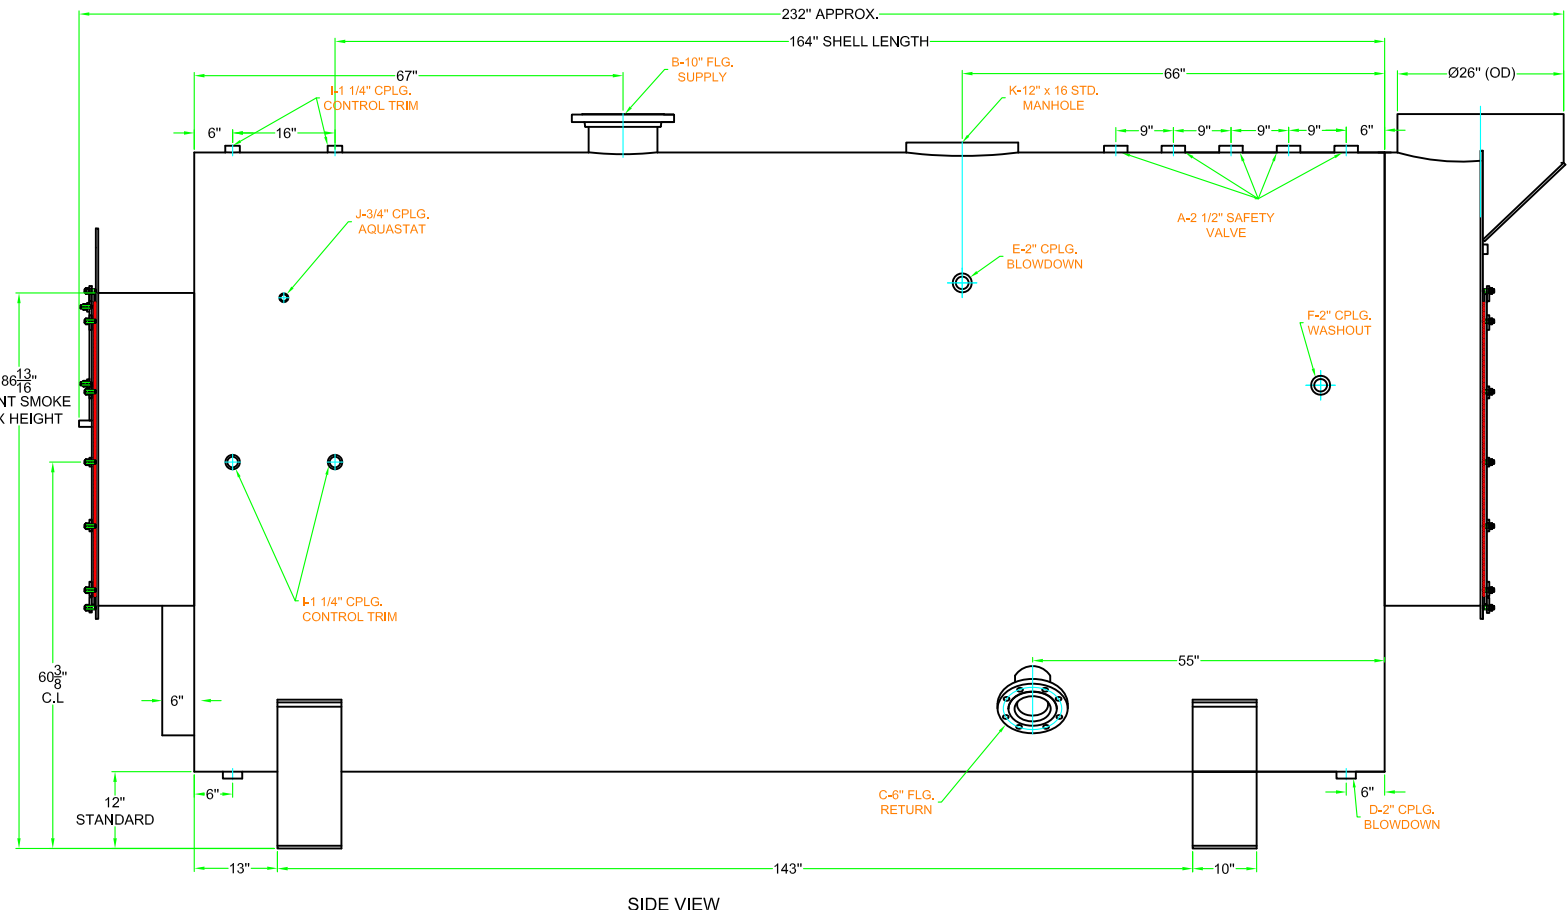 232" APPROX.
164" SHELL LENGTH
67"
B-10" FLG.
SUPPLY
66"
Ø26" (OD)
I-1 1/4" CPLG.
CONTROL TRIM
K-12" x 16 STD.
MANHOLE
6"
16"
9"
9"
9"
9"
6"
J-3/4" CPLG.
AQUASTAT
A-2 1/2" SAFETY
VALVE
E-2" CPLG.
BLOWDOWN
F-2" CPLG.
WASHOUT
86 13/16"
NT SMOKE
X HEIGHT
I-1 1/4" CPLG.
CONTROL TRIM
60 3/8"
C.L
6"
55"
12"
STANDARD
6"
C-6" FLG.
RETURN
6"
D-2" CPLG.
BLOWDOWN
13"
143"
10"
SIDE VIEW